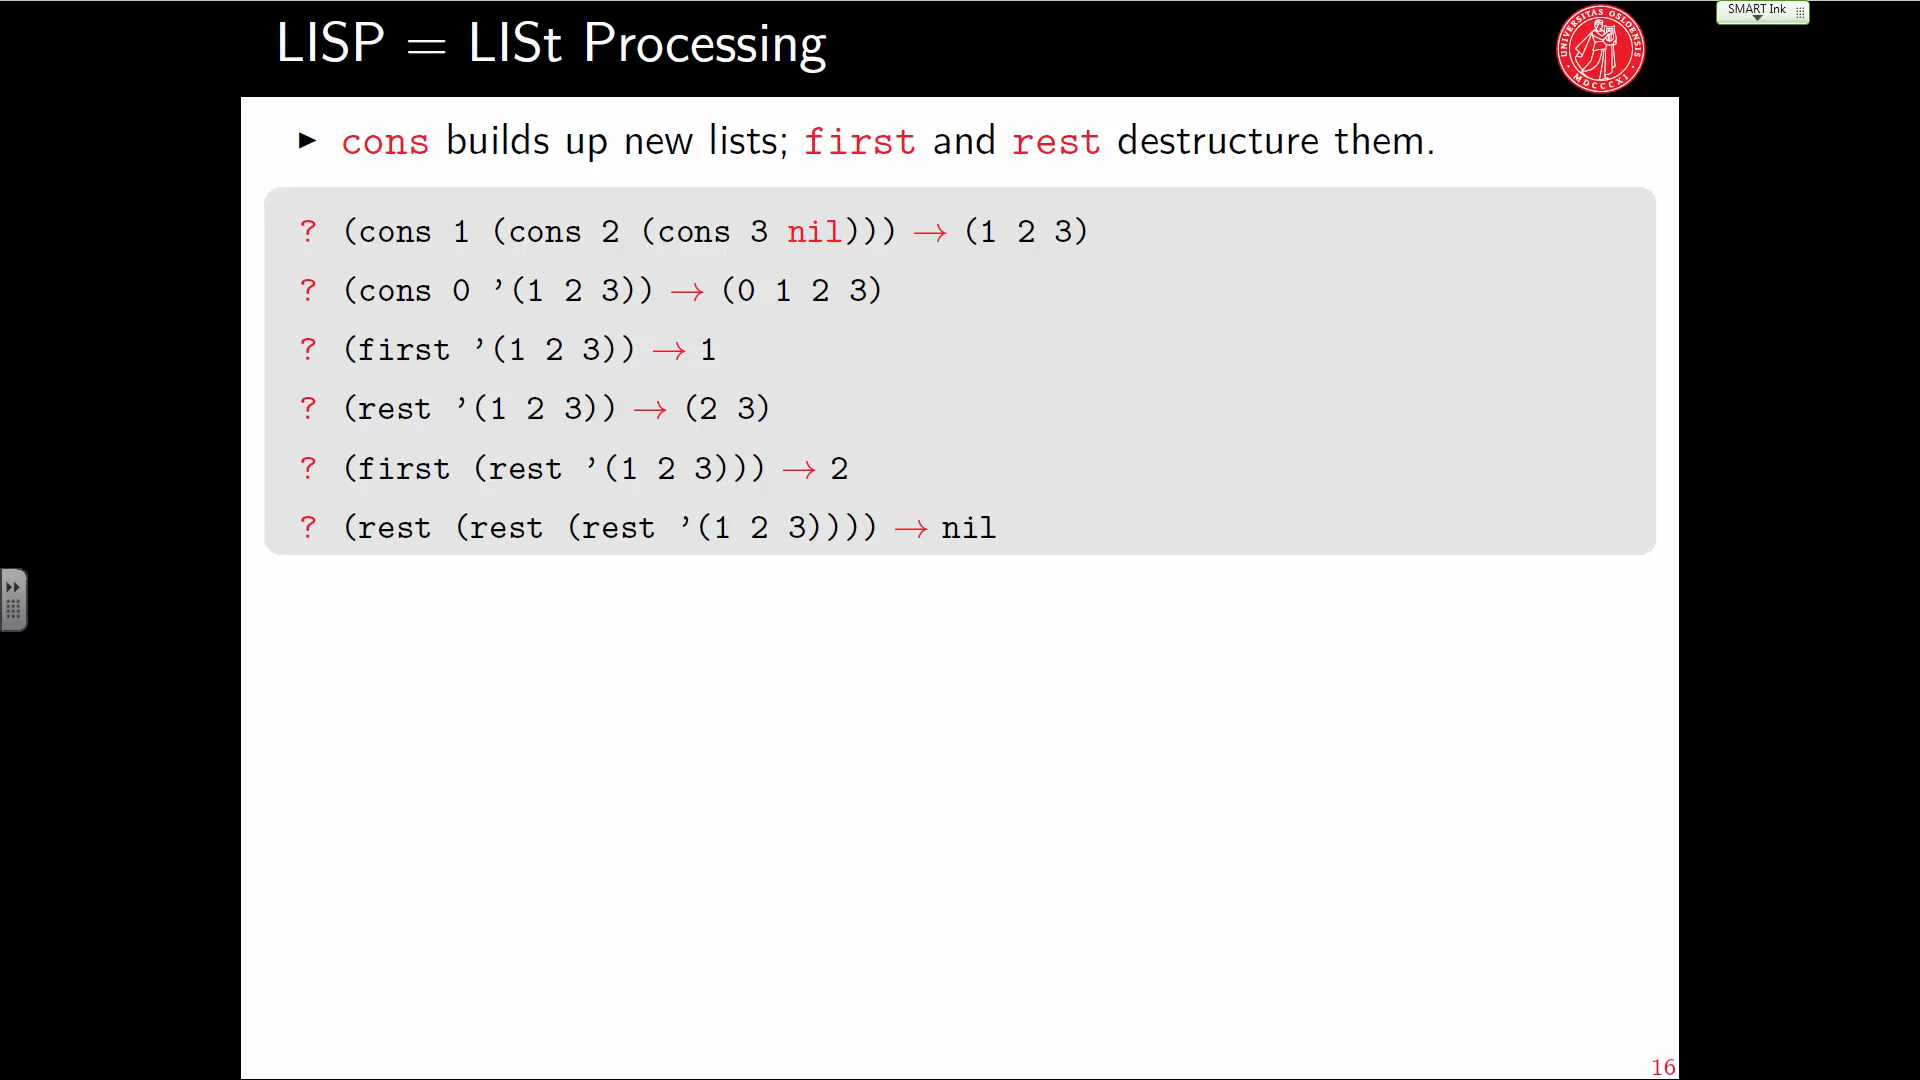 LISP = LISt Processing
SMART Ink
UNIVERSITAS OSLOENSIS
MDCCCXI
▶ cons builds up new lists; first and rest destructure them.
? (cons 1 (cons 2 (cons 3 nil))) → (1 2 3)
? (cons 0 ’(1 2 3)) → (0 1 2 3)
? (first ’(1 2 3)) → 1
? (rest ’(1 2 3)) → (2 3)
? (first (rest ’(1 2 3))) → 2
? (rest (rest (rest ’(1 2 3)))) → nil
16